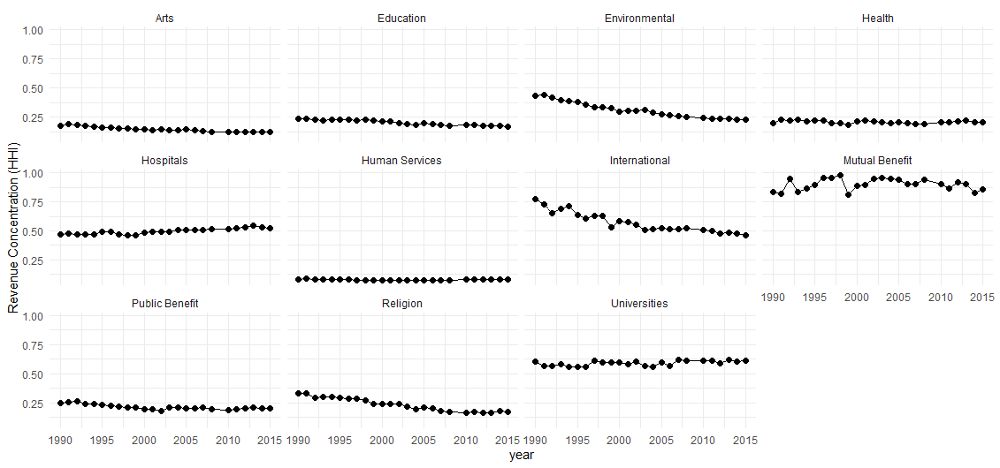 Arts Education Environmental Health
1.00
0.75
0.50
0.25
Hospitals Human Services International Mutual Benefit
1.00
0.75
0.50
0.25
1990 1995 2000 2005 2010 2015
Public Benefit Religion Universities
1.00
0.75
0.50
0.25
1990 1995 2000 2005 2010 2015 1990 1995 2000 2005 2010 2015 1990 1995 2000 2005 2010 2015
year
Revenue Concentration (HHI)